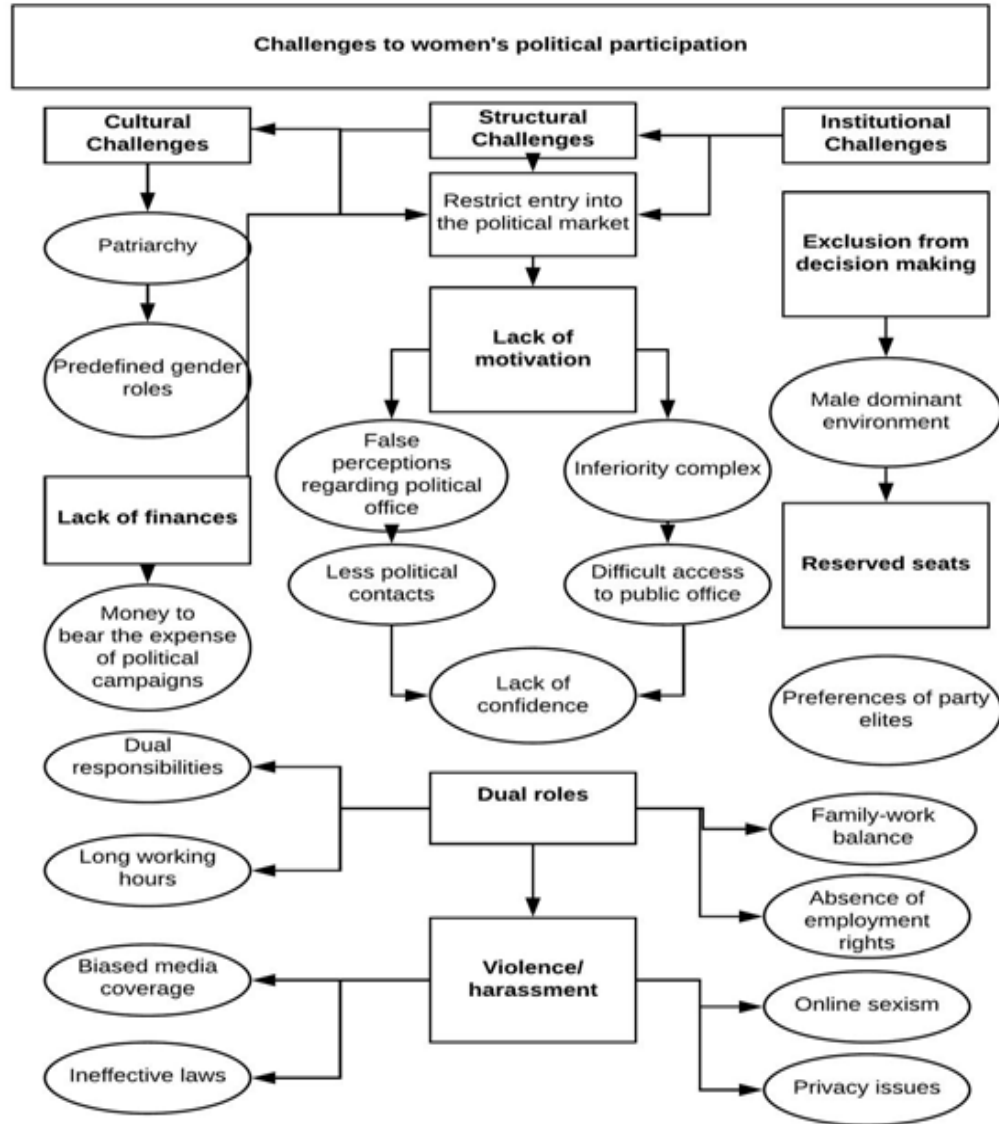 Challenges to women's political participation
Cultural
Challenges
Structural
Challenges
Institutional
Challenges
Patriarchy
Restrict entry into
the political market
Exclusion from
decision making
Predefined gender
roles
Lack of
motivation
Male dominant
environment
False
perceptions
regarding political
office
Inferiority complex
Lack of finances
Less political
contacts
Difficult access
to public office
Reserved seats
Money to
bear the expense
of political
campaigns
Lack of
confidence
Preferences of party
elites
Dual
responsibilities
Dual roles
Family-work
balance
Long working
hours
Absence of
employment
rights
Biased media
coverage
Violence/
harassment
Online sexism
Ineffective laws
Privacy issues